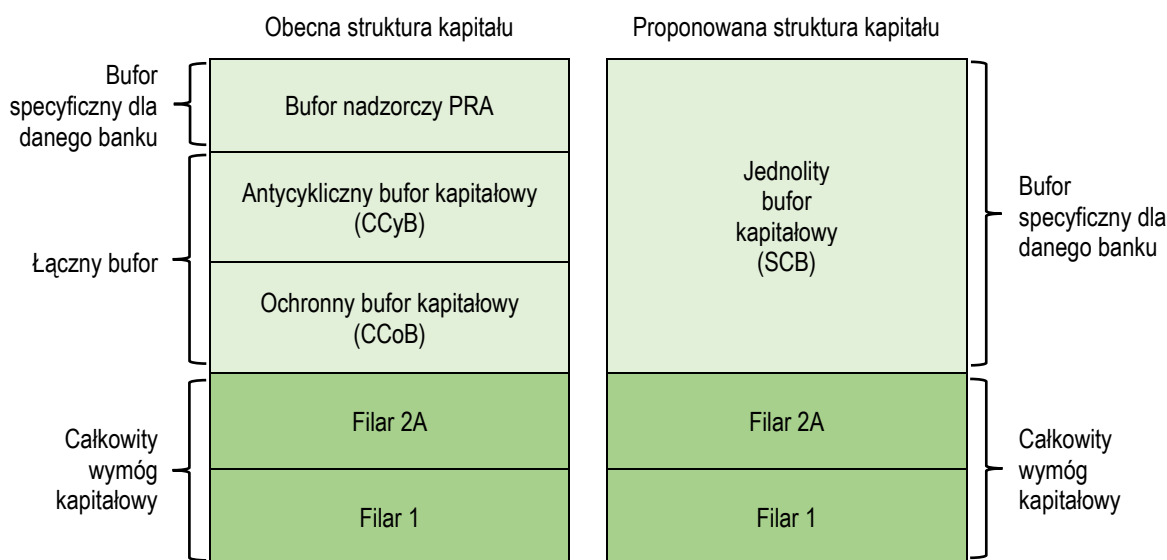 Obecna struktura kapitału
Proponowana struktura kapitału
Bufor
specyficzny dla
danego banku
Bufor nadzorczy PRA
Antycykliczny bufor kapitałowy
(CCyB)
Łączny bufor
Ochronny bufor kapitałowy
(CCoB)
Jednolity
bufor
kapitałowy
(SCB)
Bufor
specyficzny dla
danego banku
Całkowity
wymóg
kapitałowy
Filar 2A
Filar 1
Filar 2A
Filar 1
Całkowity
wymóg
kapitałowy